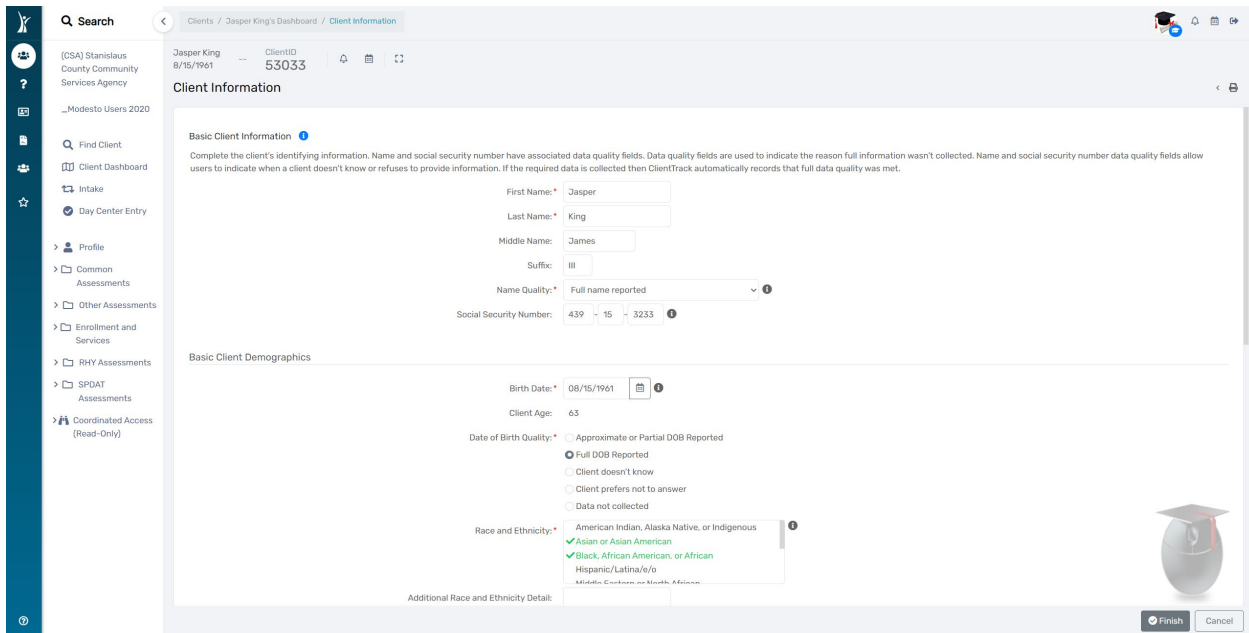 Search
Clients / Jasper King's Dashboard / Client Information
(CSA) Stanislaus
County Community
Services Agency
_Modesto Users 2020
Find Client
Client Dashboard
Intake
Day Center Entry
Profile
Common
Assessments
Other Assessments
Enrollment and
Services
RHY Assessments
SPDAT
Assessments
Coordinated Access
(Read-Only)
Jasper King
8/15/1961
--
ClientID
53033
Client Information
Basic Client Information
Complete the client's identifying information. Name and social security number have associated data quality fields. Data quality fields are used to indicate the reason full information wasn't collected. Name and social security number data quality fields allow
users to indicate when a client doesn't know or refuses to provide information. If the required data is collected then ClientTrack automatically records that full data quality was met.
First Name:* Jasper
Last Name:* King
Middle Name: James
Suffix: III
Name Quality:* Full name reported
Social Security Number: 439 - 15 - 3233
Basic Client Demographics
Birth Date:* 08/15/1961
Client Age: 63
Date of Birth Quality:* Approximate or Partial DOB Reported
Full DOB Reported
Client doesn't know
Client prefers not to answer
Data not collected
Race and Ethnicity:* American Indian, Alaska Native, or Indigenous
Asian or Asian American
Black, African American, or African
Hispanic/Latina/e/o
Middle Eastern or North African
Additional Race and Ethnicity Detail:
Finish
Cancel